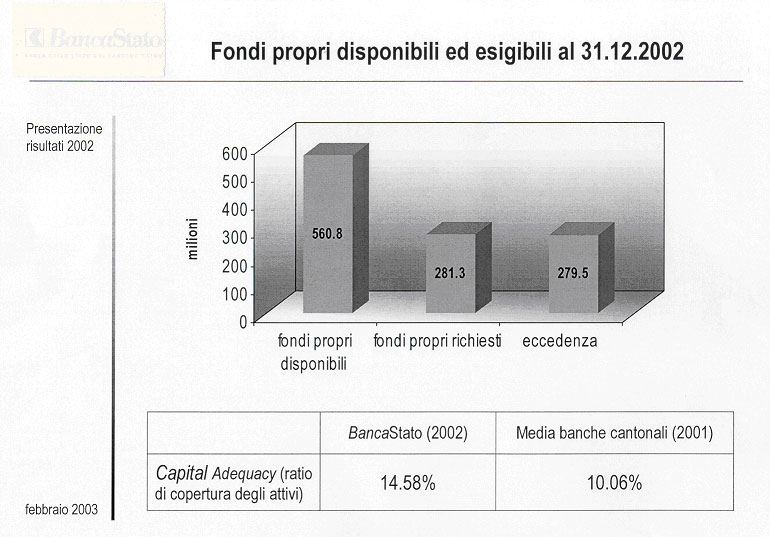 BancaStato
Fondi propri disponibili ed esigibili al 31.12.2002
Presentazione
risultati 2002
600
500
400
300
200
100
0
milioni
560.8
281.3
279.5
fondi propri
disponibili
fondi propri richiesti
eccedenza
BancaStato (2002)
Media banche cantonali (2001)
Capital Adequacy (ratio
di copertura degli attivi)
14.58%
10.06%
febbraio 2003